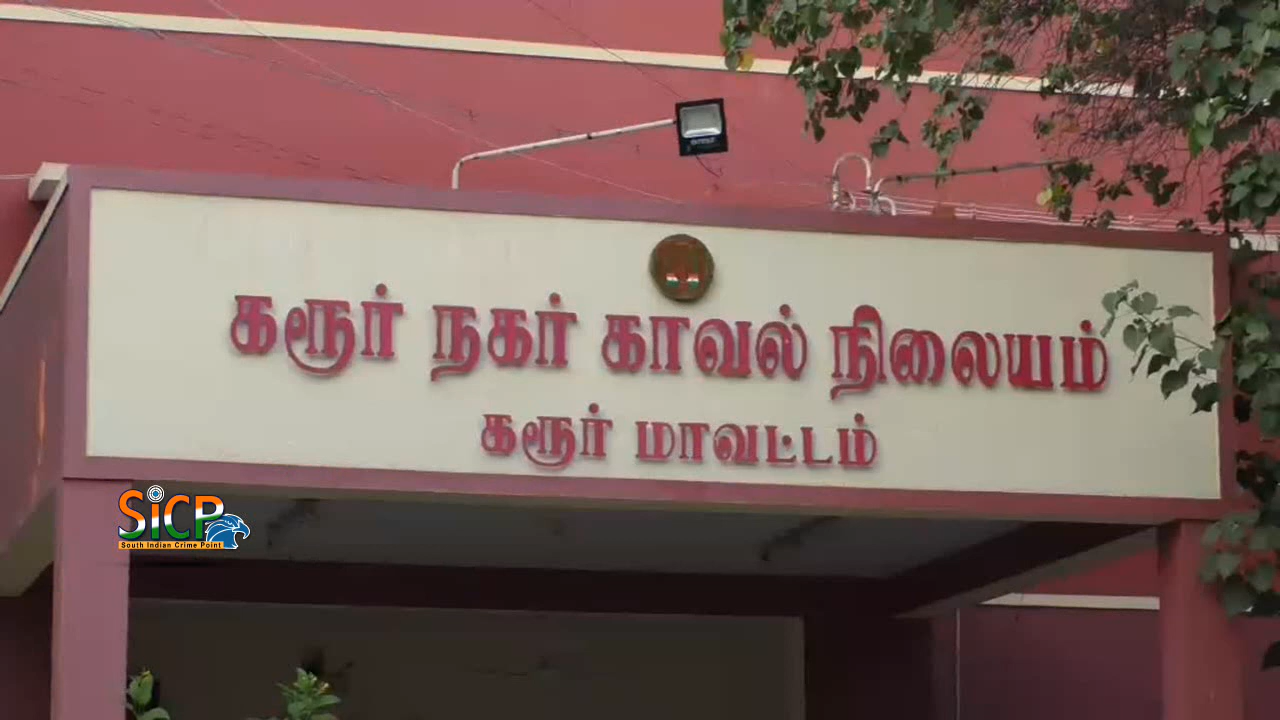 கரூர் நகர் காவல் நிலையம்
கரூர் மாவட்டம்
SiCP
South Indian Crime Point